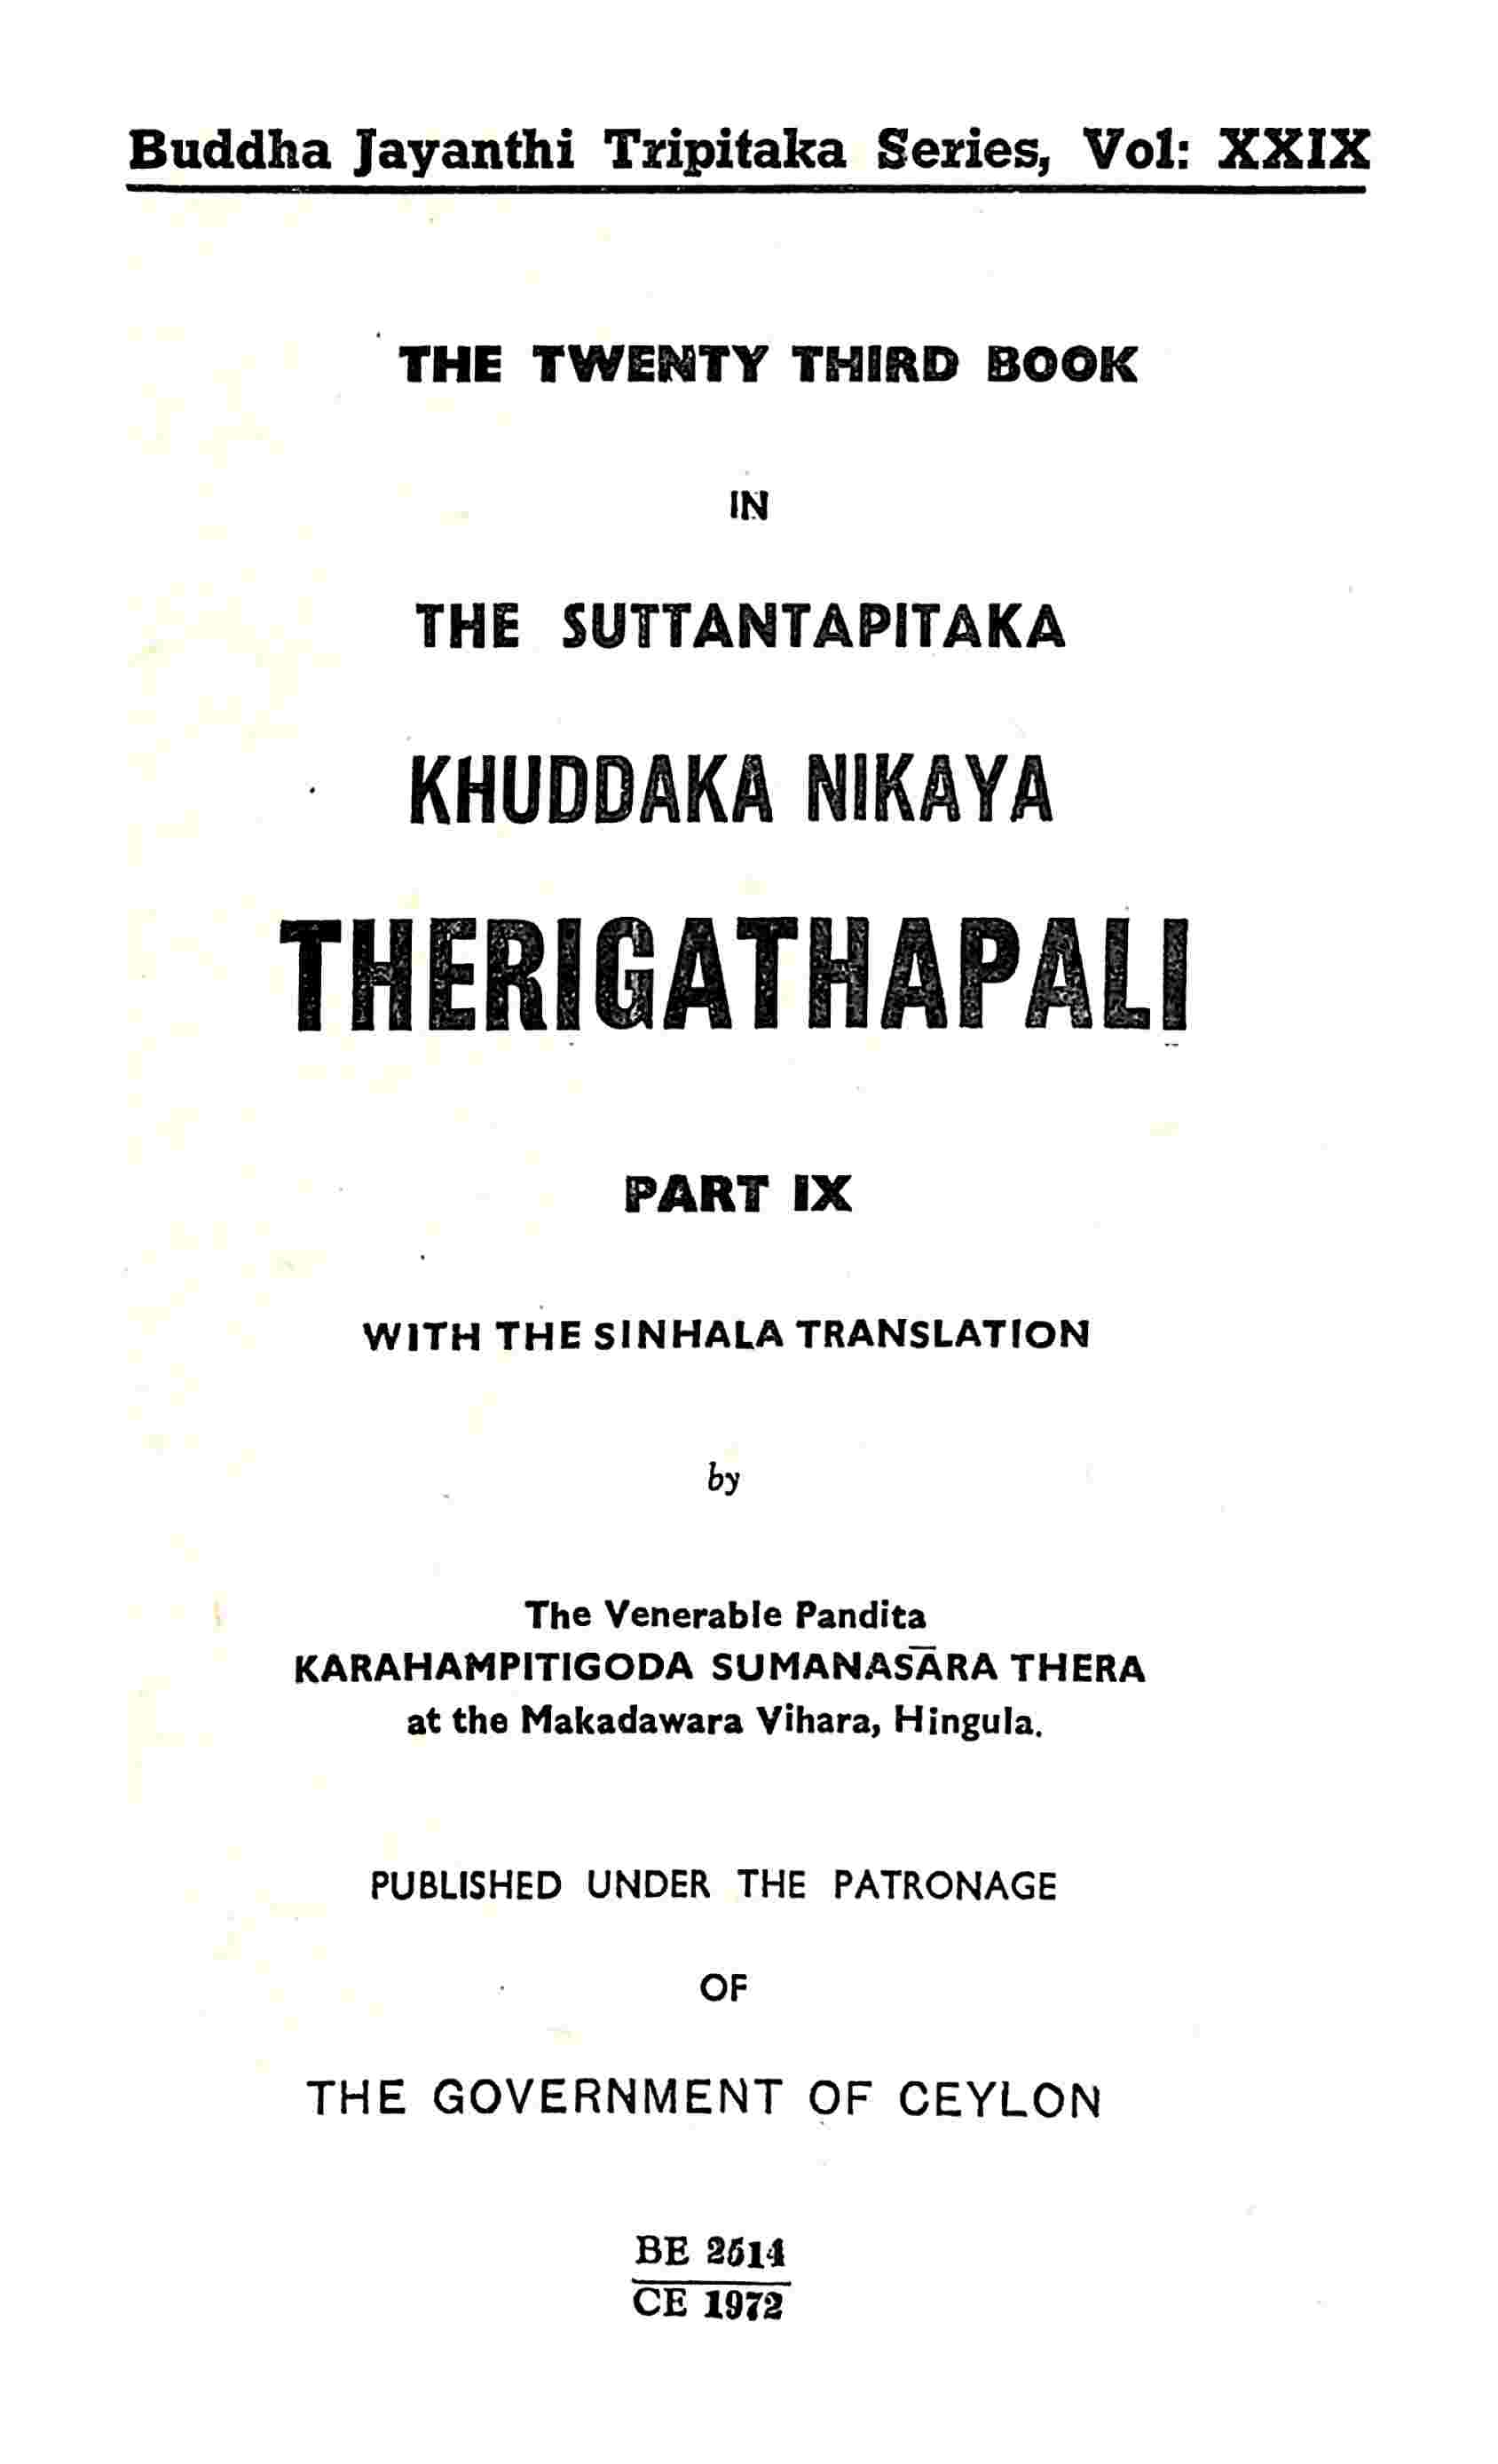 Buddha Jayanthi Tripitaka Series, Vol: XXIX
THE TWENTY THIRD BOOK
IN
THE SUTTANTAPITAKA
KHUDDAKA NIKAYA
THERIGATHAPALI
PART IX
WITH THE SINHALA TRANSLATION
by
The Venerable Pandita
KARAHAMPITIGODA SUMANASĀRA THERA
at the Makadawara Vihara, Hingula.
PUBLISHED UNDER THE PATRONAGE
OF
THE GOVERNMENT OF CEYLON
BE 2514
CE 1972